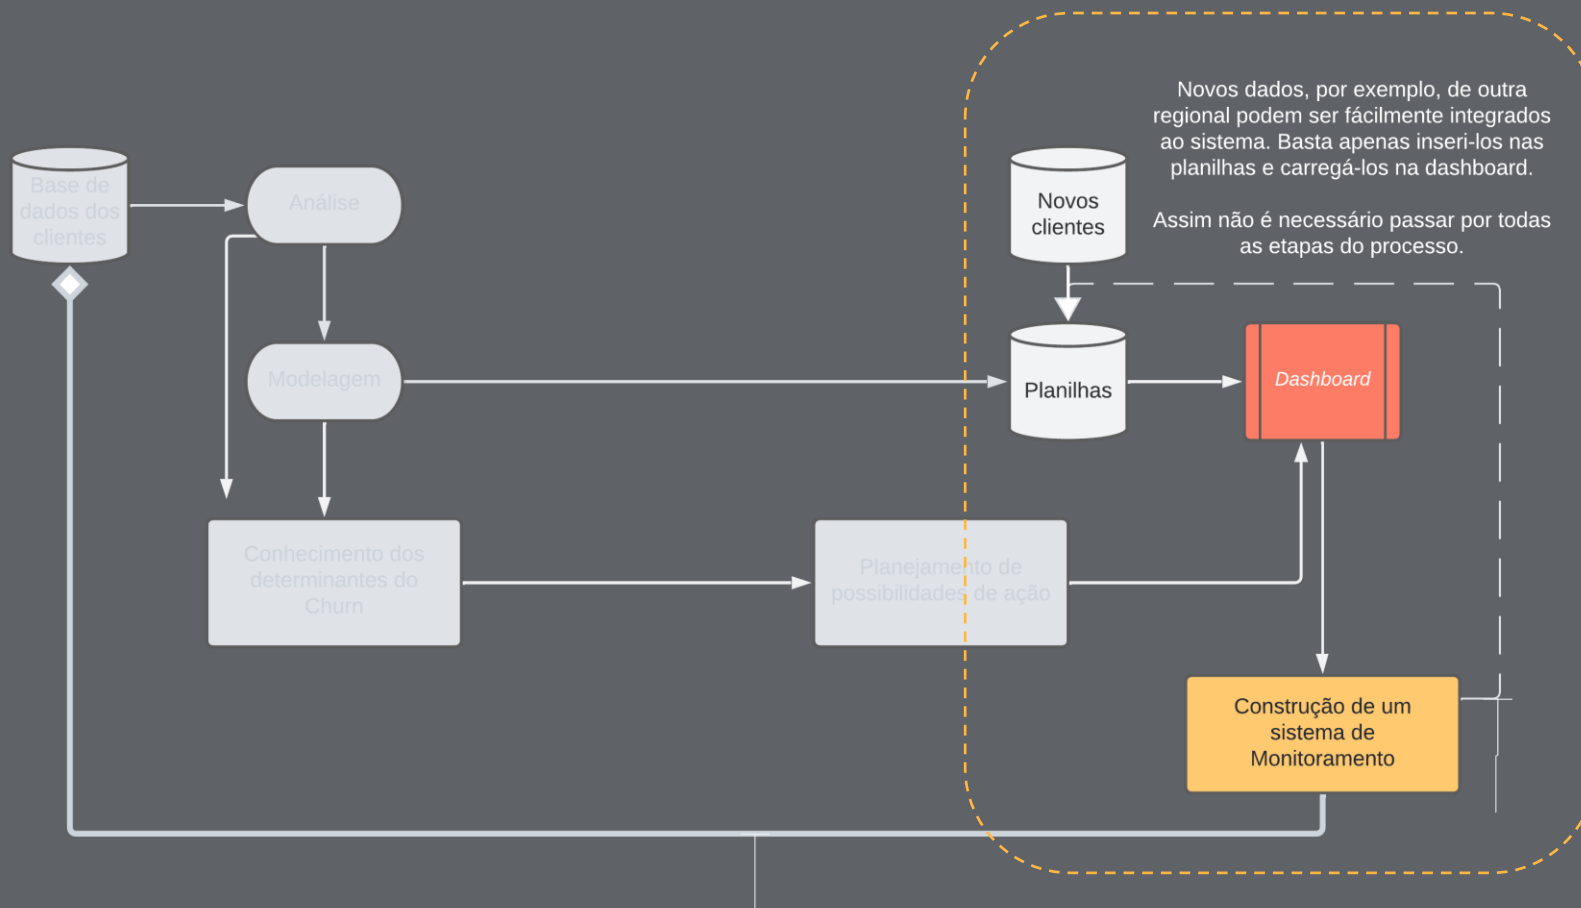 Novos dados, por exemplo, de outra
regional podem ser fácilmente integrados
ao sistema. Basta apenas inseri-los nas
planilhas e carregá-los na dashboard.
Assim não é necessário passar por todas
as etapas do processo.
Base de
dados dos
clientes
Análise
Novos
clientes
Modelagem
Planilhas
Dashboard
Conhecimento dos
determinantes do
Churn
Planejamento de
possibilidades de ação
Construção de um
sistema de
Monitoramento